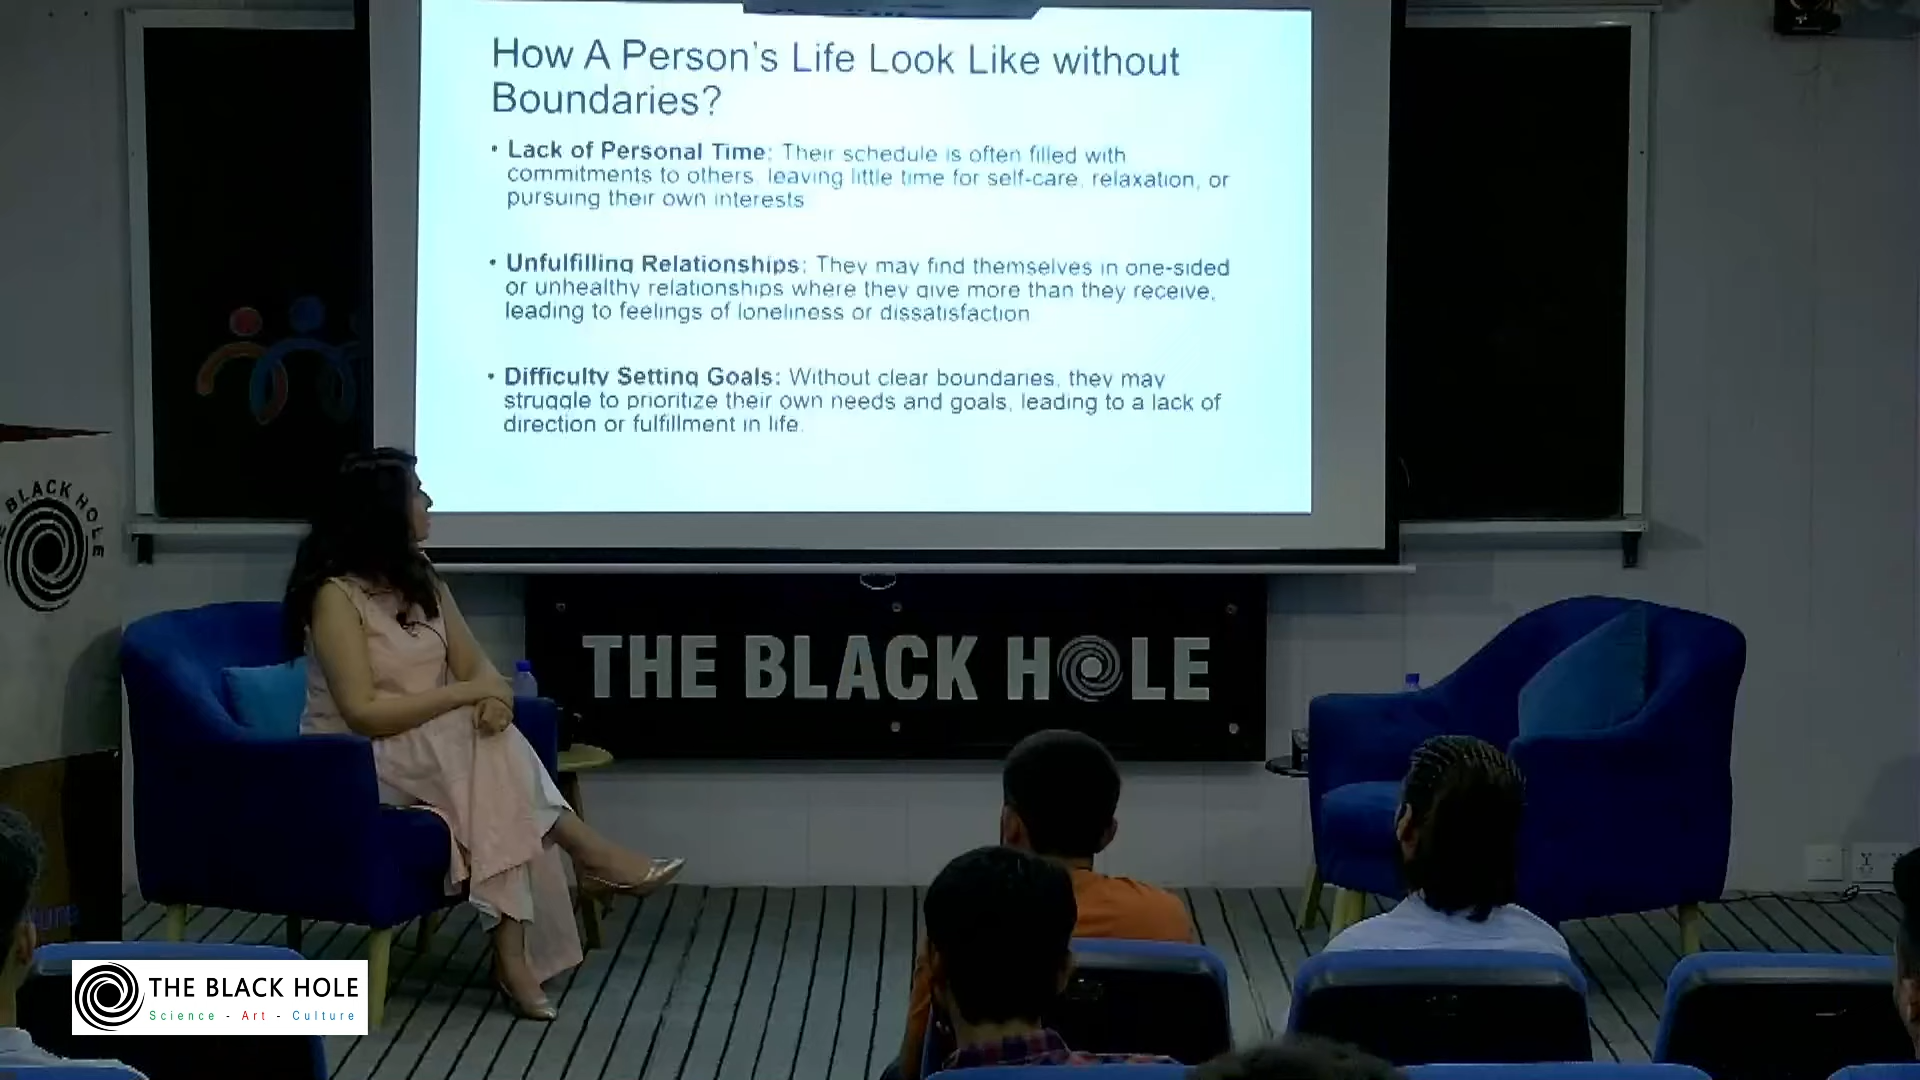 How A Person's Life Look Like without
Boundaries?
• Lack of Personal Time: Their schedule is often filled with
commitments to others, leaving little time for self-care, relaxation, or
pursuing their own interests
• Unfulfilling Relationships: They may find themselves in one-sided
or unhealthy relationships where they give more than they receive,
leading to feelings of loneliness or dissatisfaction
• Difficulty Setting Goals: Without clear boundaries, they may
struggle to prioritize their own needs and goals, leading to a lack of
direction or fulfillment in life.
BLACK HOLE
THE BLACK HOLE
THE BLACK HOLE
Science - Art - Culture